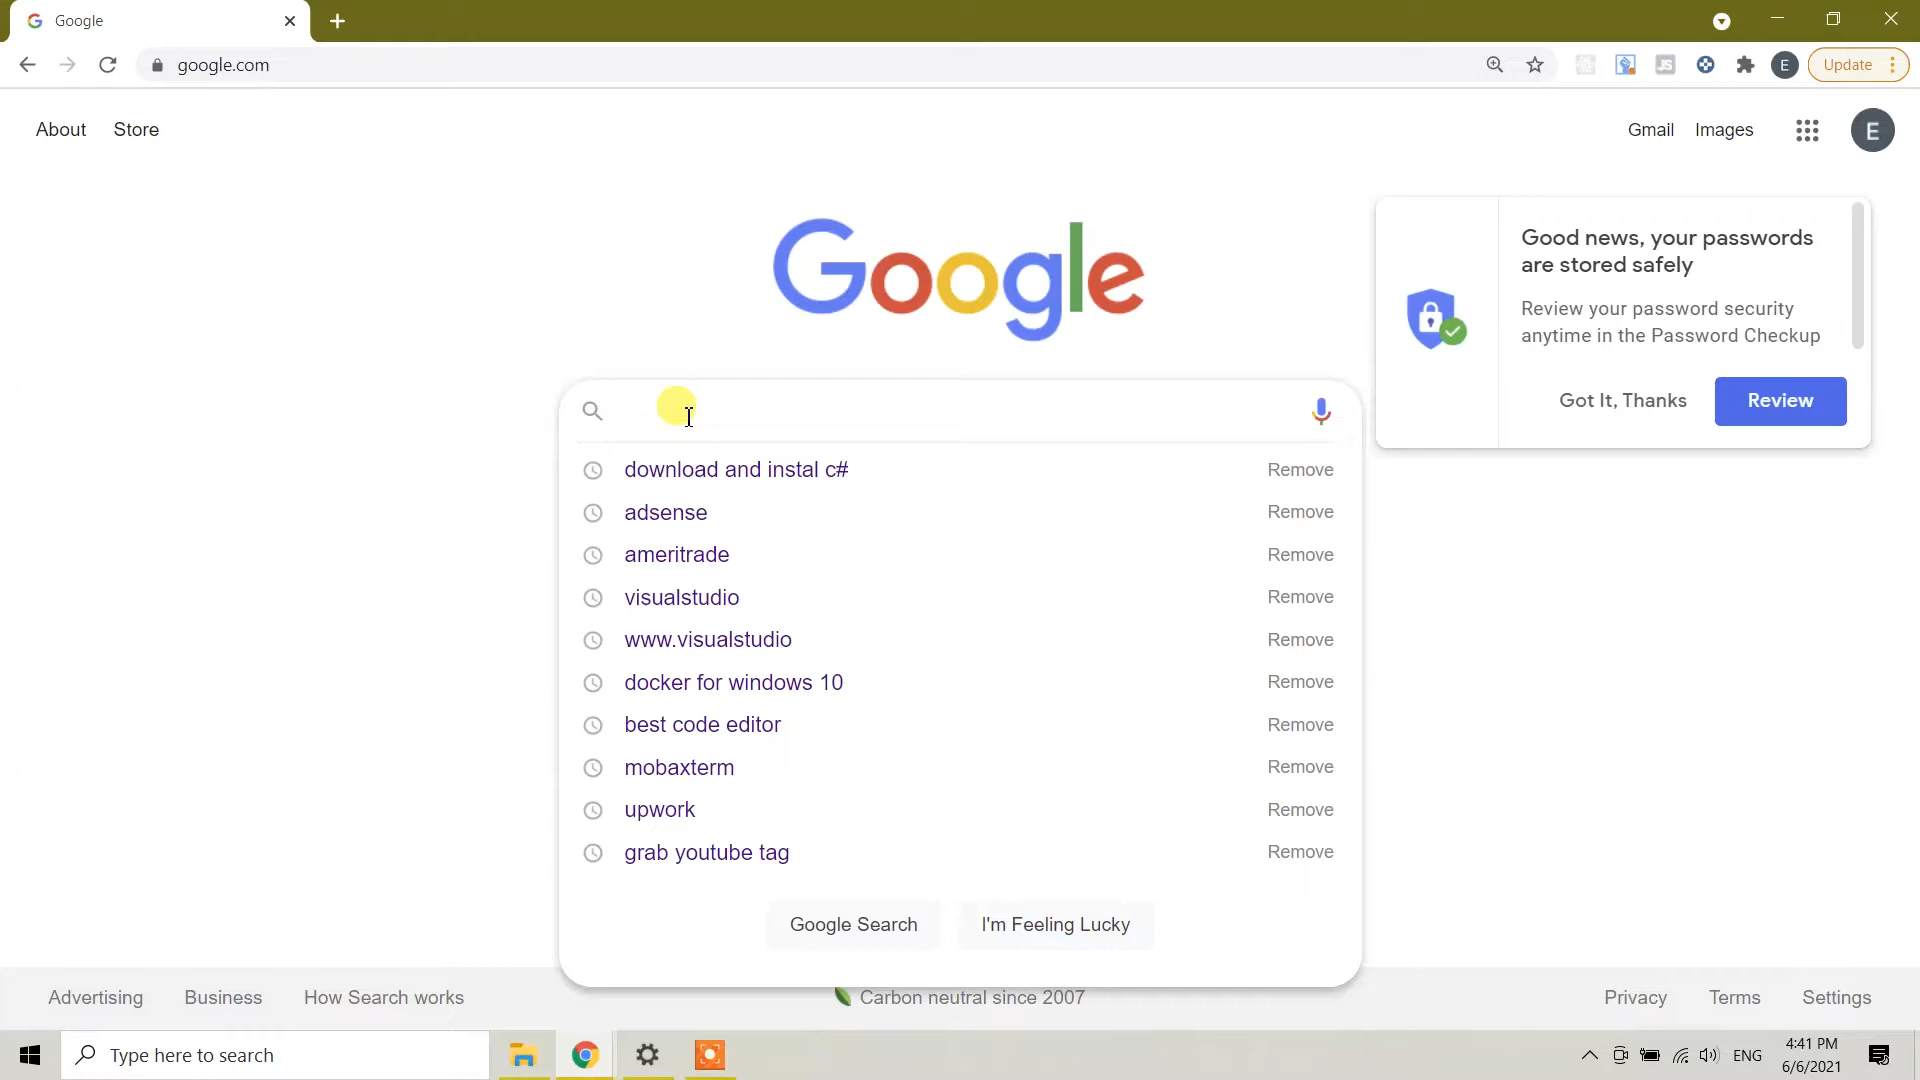 Google
google.com
Update
About Store
Gmail Images
E
E
Google
Good news, your passwords
are stored safely
Review your password security
anytime in the Password Checkup
Got It, Thanks Review
download and instal c# Remove
adsense Remove
ameritrade Remove
visualstudio Remove
www.visualstudio Remove
docker for windows 10 Remove
best code editor Remove
mobaxterm Remove
upwork Remove
grab youtube tag Remove
Google Search I'm Feeling Lucky
Advertising Business How Search works
Carbon neutral since 2007
Privacy Terms Settings
Type here to search
ENG
4:41 PM
6/6/2021